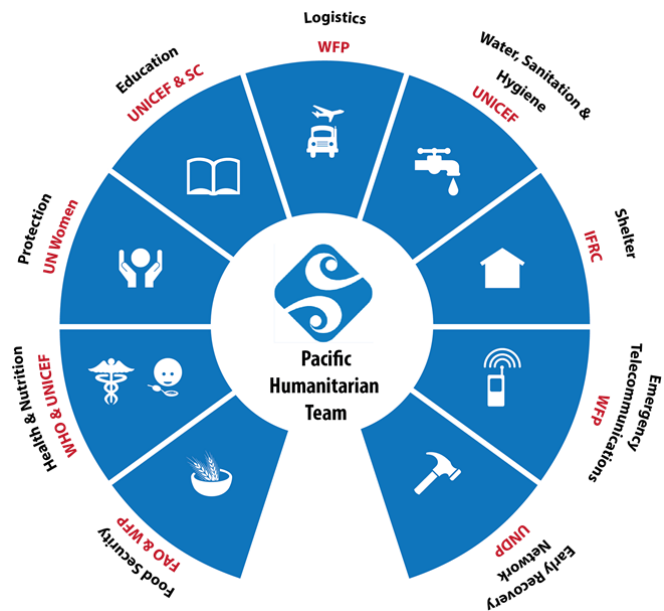 Logistics
WFP
Water, Sanitation &
Hygiene
UNICEF
Shelter
IFRC
Emergency
Telecommunications
WFP
Early Recovery
Network
UNDP
Food Security
FAO & WFP
Health & Nutrition
WHO & UNICEF
Protection
UN Women
Education
UNICEF & SC
Pacific
Humanitarian
Team